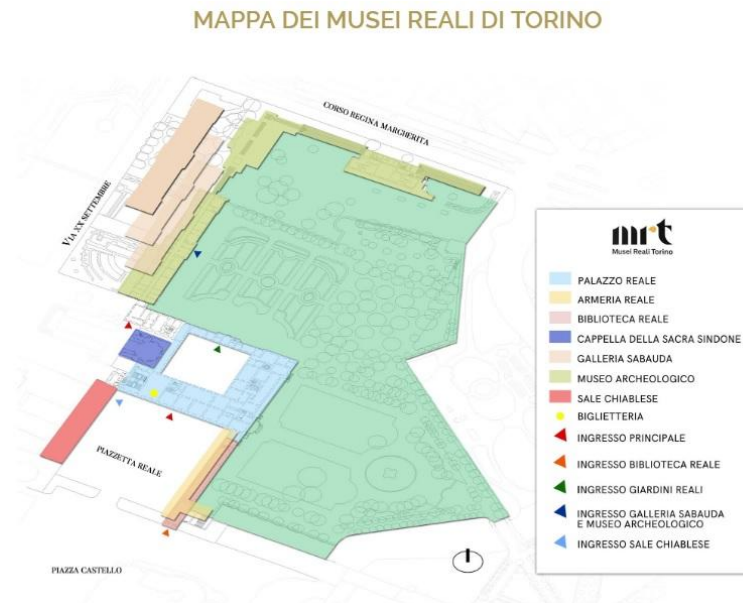 MAPPA DEI MUSEI REALI DI TORINO
CORSO REGINA MARGHERITA
VIA XX SETTEMBRE
PIAZZETTA REALE
PIAZZA CASTELLO
mrt
Musei Reali Torino
PALAZZO REALE
ARMERIA REALE
BIBLIOTECA REALE
CAPPELLA DELLA SACRA SINDONE
GALLERIA SABAUDA
MUSEO ARCHEOLOGICO
SALE CHIABLESE
BIGLIETTERIA
INGRESSO PRINCIPALE
INGRESSO BIBLIOTECA REALE
INGRESSO GIARDINI REALI
INGRESSO GALLERIA SABAUDA
E MUSEO ARCHEOLOGICO
INGRESSO SALE CHIABLESE